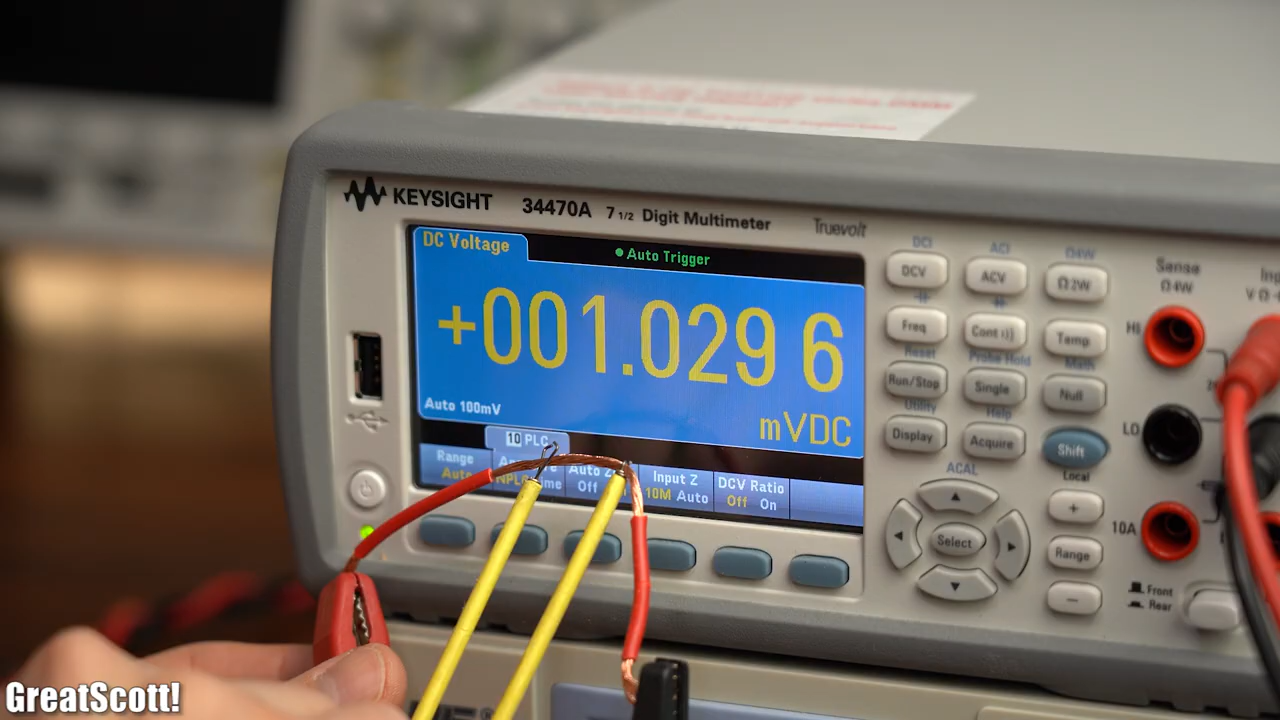 KEYSIGHT 34470A 7 1/2 Digit Multimeter Truevolt
DC Voltage
Auto Trigger
+001.029 6
mVDC
Auto 100mV
10 PLC
Range
Auto
NPLC
Auto
Off
Input Z
10M Auto
DCV Ratio
Off On
DCI ACI Ω4W
DCV ACV Ω2W
Freq Cont Temp
Reset Probe Hold Math
Run/Stop Single Null
Utility Help
Display Acquire Shift
Local
ACAL
Select
+
Range
−
Sense
Ω4W
HI
LO
10A
Front
Rear
GreatScott!